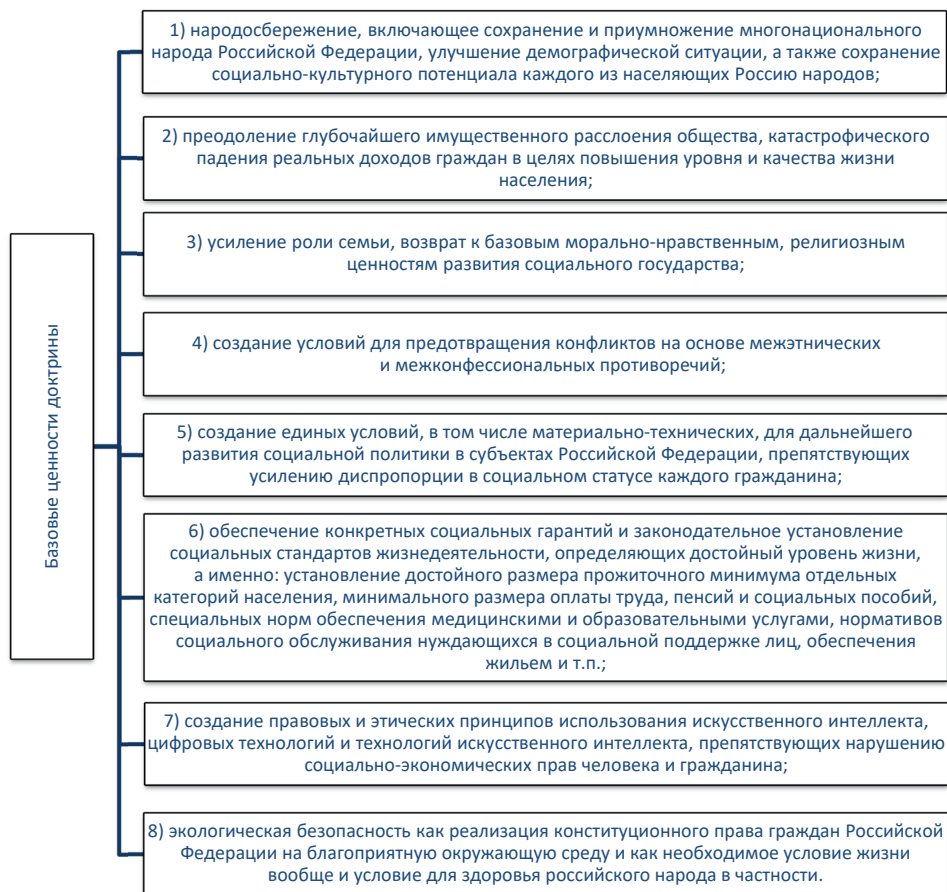 Базовые ценности доктрины
1) народосбережение, включающее сохранение и приумножение многонационального
народа Российской Федерации, улучшение демографической ситуации, а также сохранение
социально-культурного потенциала каждого из населяющих Россию народов;
2) преодоление глубочайшего имущественного расслоения общества, катастрофического
падения реальных доходов граждан в целях повышения уровня и качества жизни
населения;
3) усиление роли семьи, возврат к базовым морально-нравственным, религиозным
ценностям развития социального государства;
4) создание условий для предотвращения конфликтов на основе межэтнических
и межконфессиональных противоречий;
5) создание единых условий, в том числе материально-технических, для дальнейшего
развития социальной политики в субъектах Российской Федерации, препятствующих
усилению диспропорции в социальном статусе каждого гражданина;
6) обеспечение конкретных социальных гарантий и законодательное установление
социальных стандартов жизнедеятельности, определяющих достойный уровень жизни,
а именно: установление достойного размера прожиточного минимума отдельных
категорий населения, минимального размера оплаты труда, пенсий и социальных пособий,
специальных норм обеспечения медицинскими и образовательными услугами, нормативов
социального обслуживания нуждающихся в социальной поддержке лиц, обеспечения
жильем и т.п.;
7) создание правовых и этических принципов использования искусственного интеллекта,
цифровых технологий и технологий искусственного интеллекта, препятствующих нарушению
социально-экономических прав человека и гражданина;
8) экологическая безопасность как реализация конституционного права граждан Российской
Федерации на благоприятную окружающую среду и как необходимое условие жизни
вообще и условие для здоровья российского народа в частности.